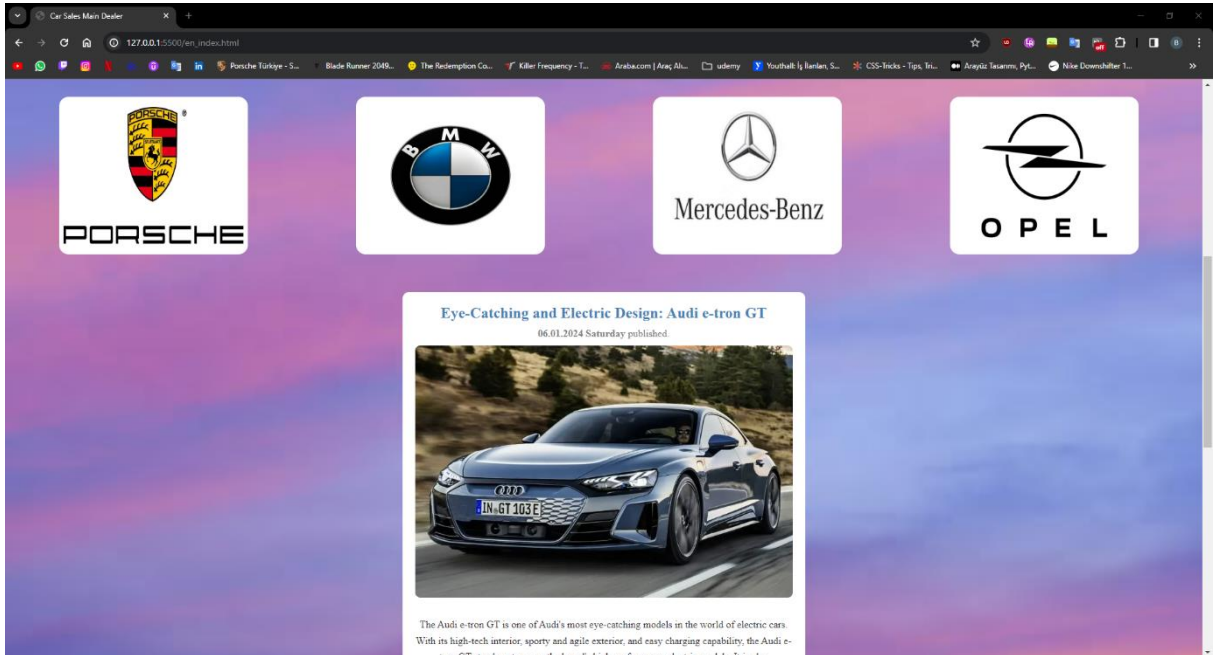 Car Sales Main Dealer
127.0.0.1:5500/en_index.html
Porsche Türkiye - S...
Blade Runner 2049...
The Redemption Co...
Killer Frequency - T...
Araba.com | Araç Alı...
udemy
Youthall: İş İlanları, S...
CSS-Tricks - Tips, Tri...
Arayüz Tasarımı, Pyt...
Nike Downshifter 1...
PORSCHE
PORSCHE
BMW
Mercedes-Benz
OPEL
Eye-Catching and Electric Design: Audi e-tron GT
06.01.2024 Saturday published.
IN GT 103E
The Audi e-tron GT is one of Audi's most eye-catching models in the world of electric cars.
With its high-tech interior, sporty and agile exterior, and easy charging capability, the Audi e-